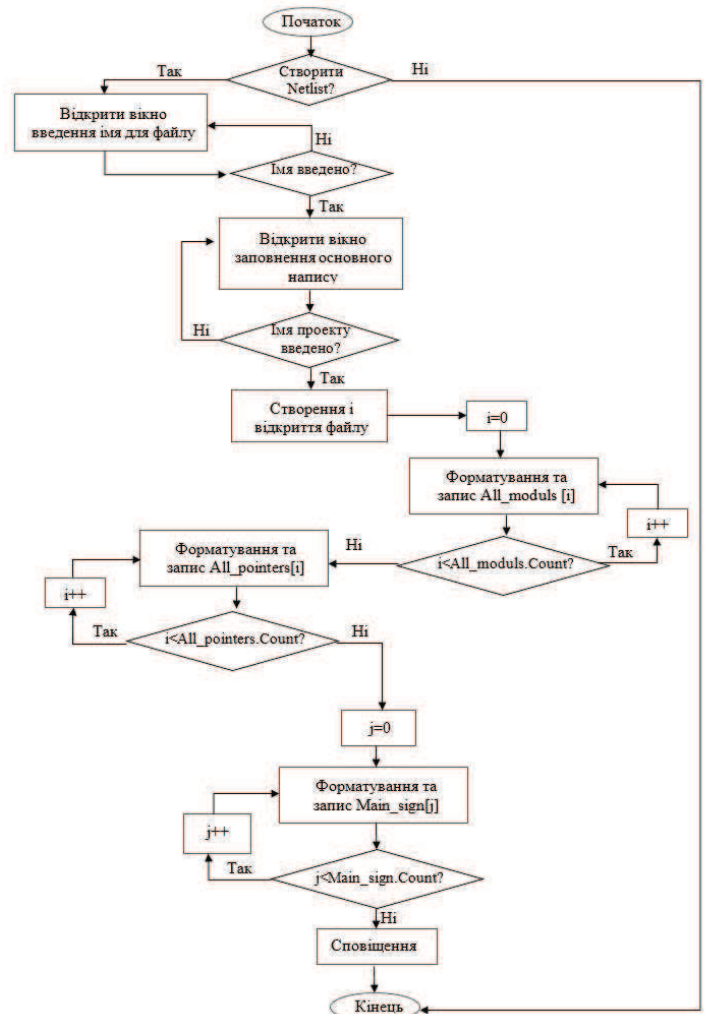 Початок
Створити
Netlist?
Так
Ні
Відкрити вікно
введення імя для файлу
Ні
Імя введено?
Так
Відкрити вікно
заповнення основного
напису
Ні
Імя проекту
введено?
Так
Створення і
відкриття файлу
i=0
Форматування та
запис All_moduls [i]
i++
Ні
i<All_moduls.Count?
Так
Форматування та
запис All_pointers[i]
i++
Так
i<All_pointers.Count?
Ні
j=0
Форматування та
запис Main_sign[j]
j++
Так
j<Main_sign.Count?
Ні
Сповіщення
Кінець